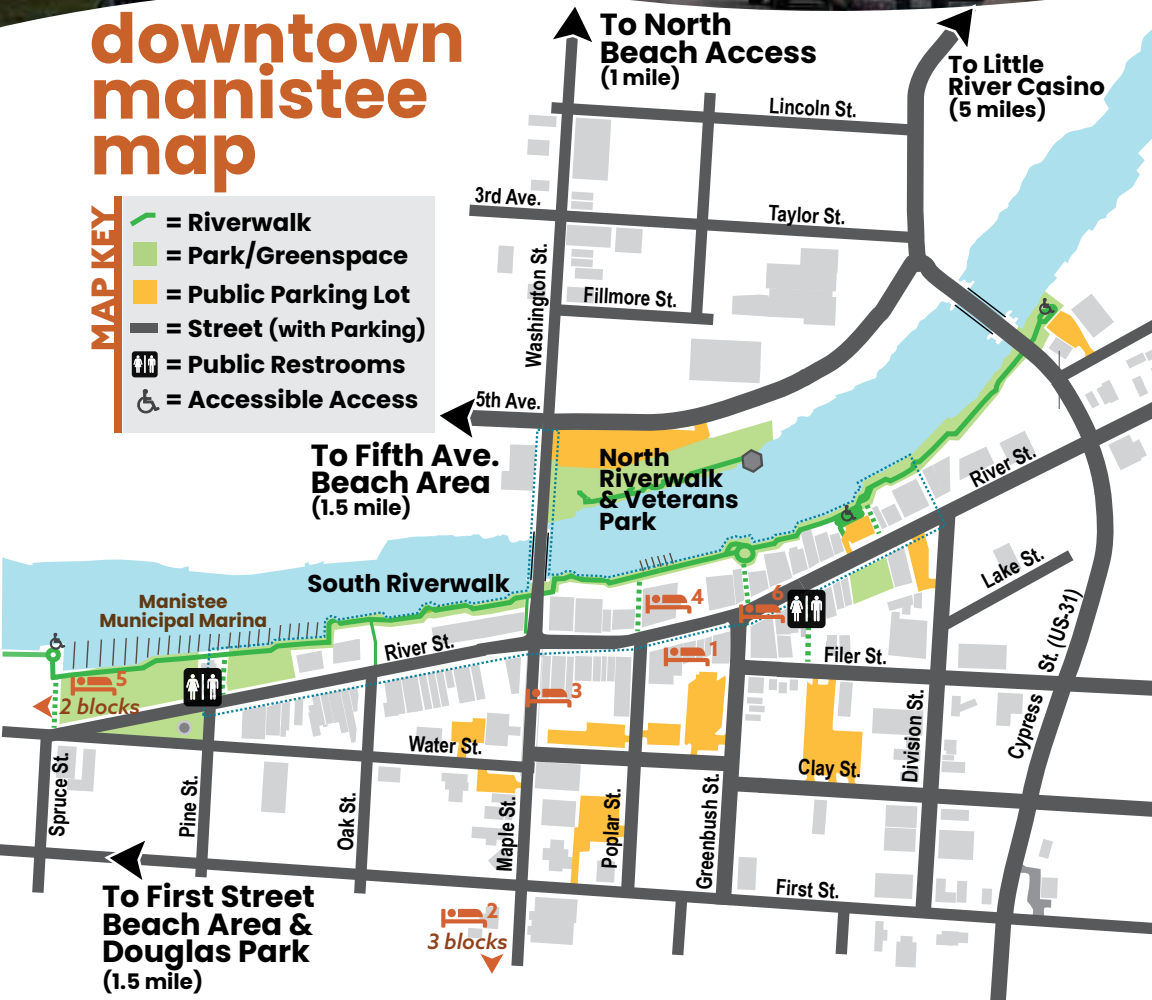 downtown
manistee
map
MAP KEY
= Riverwalk
= Park/Greenspace
= Public Parking Lot
= Street (with Parking)
= Public Restrooms
= Accessible Access
To North
Beach Access
(1 mile)
To Little
River Casino
(5 miles)
Lincoln St.
3rd Ave.
Taylor St.
Washington St.
Fillmore St.
5th Ave.
To Fifth Ave.
Beach Area
(1.5 mile)
North
Riverwalk
& Veterans
Park
River St.
Lake St.
South Riverwalk
Manistee
Municipal Marina
4
6
1
3
5
2 blocks
River St.
Filer St.
Cypress St. (US-31)
Division St.
Water St.
Clay St.
Spruce St.
Pine St.
Oak St.
Maple St.
Poplar St.
Greenbush St.
First St.
To First Street
Beach Area &
Douglas Park
(1.5 mile)
2
3 blocks